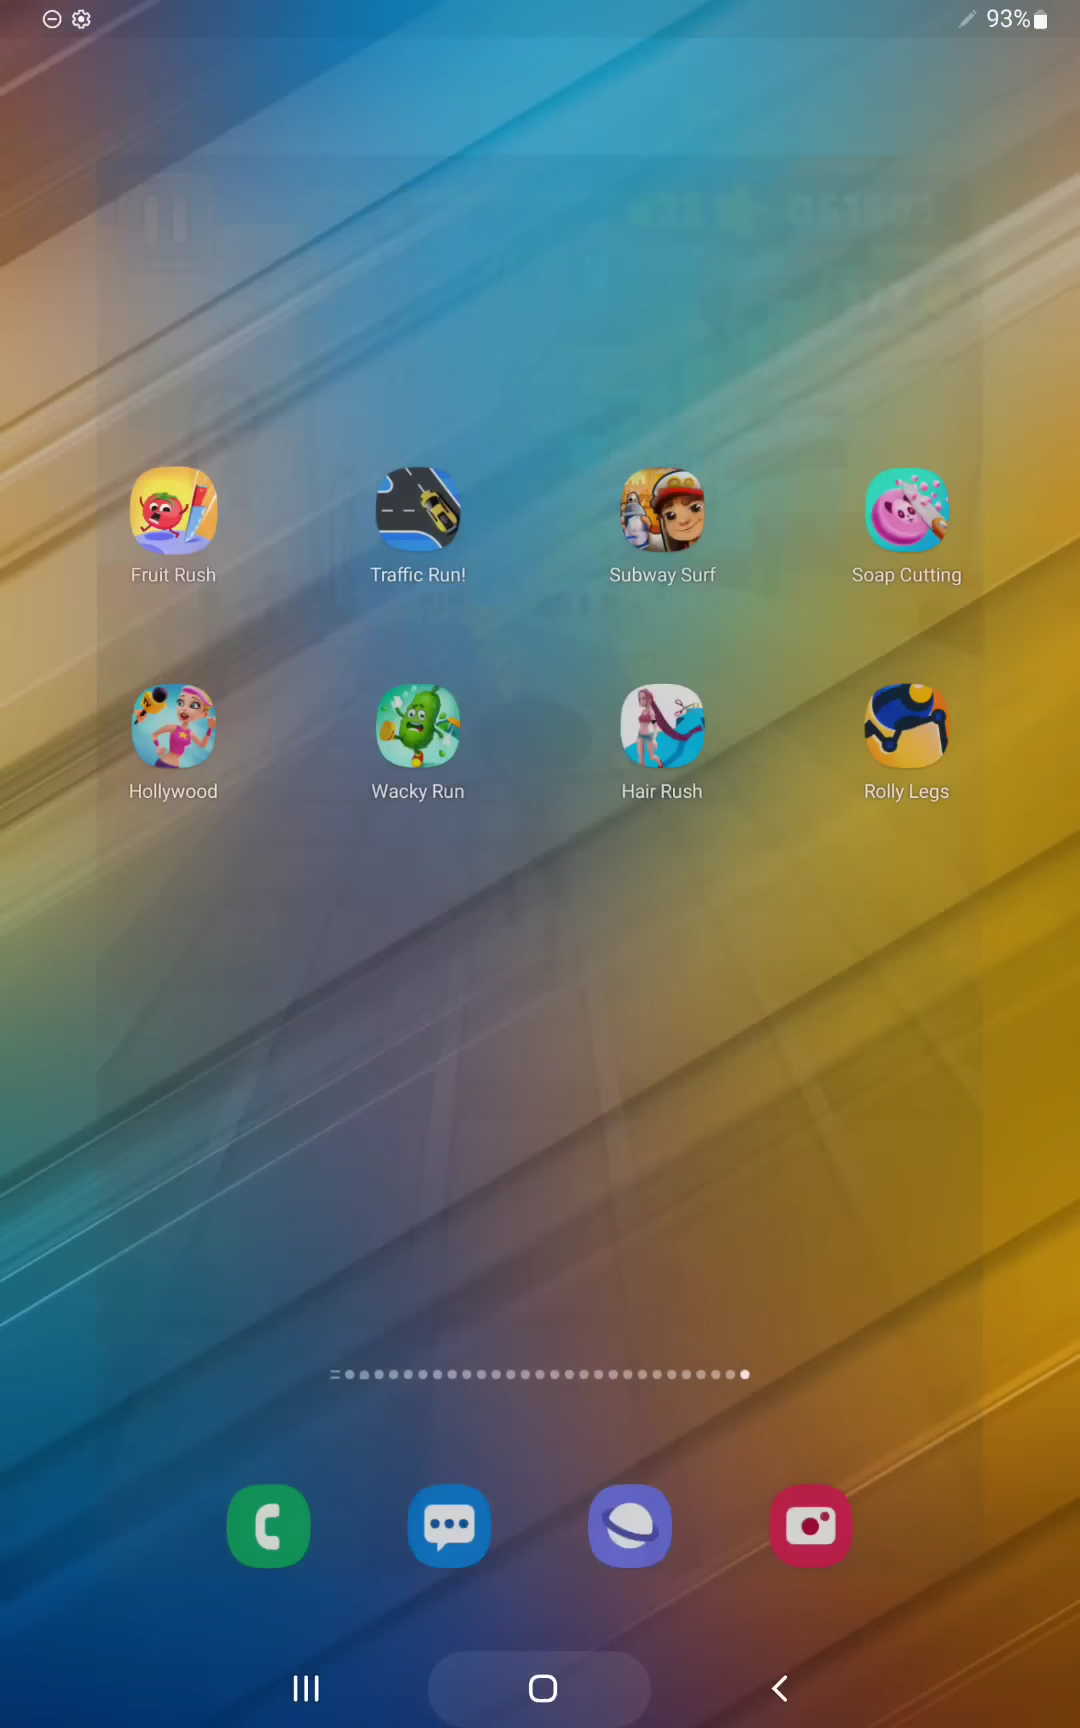 93%
Fruit Rush
Traffic Run!
Subway Surf
Soap Cutting
Hollywood
Wacky Run
Hair Rush
Rolly Legs